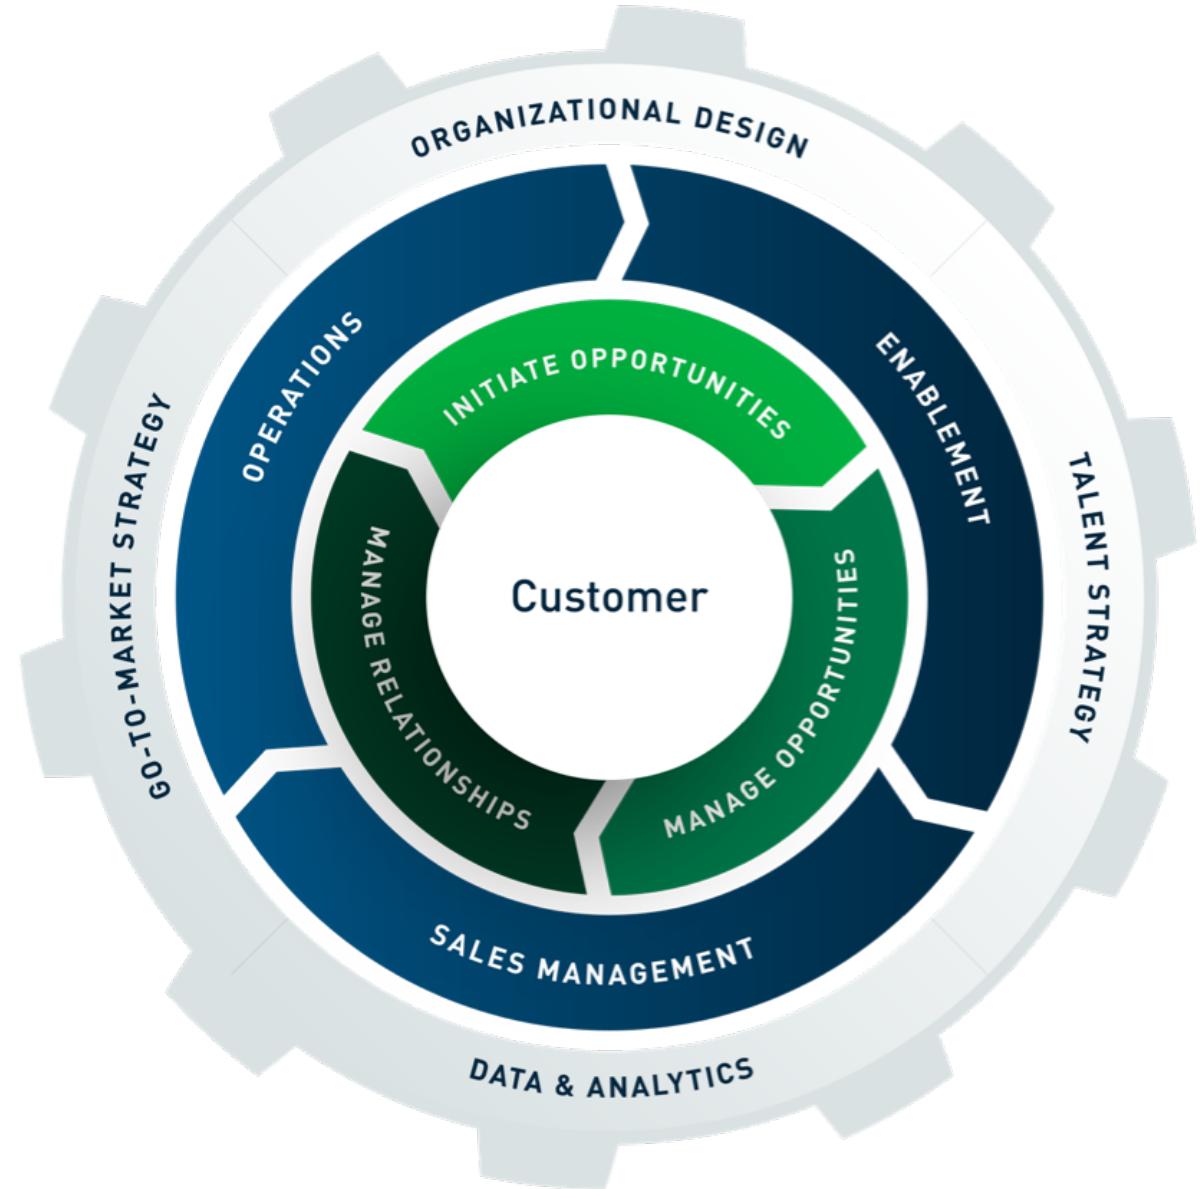 ORGANIZATIONAL DESIGN
TALENT STRATEGY
DATA & ANALYTICS
GO-TO-MARKET STRATEGY
OPERATIONS
ENABLEMENT
SALES MANAGEMENT
INITIATE OPPORTUNITIES
MANAGE OPPORTUNITIES
MANAGE RELATIONSHIPS
Customer